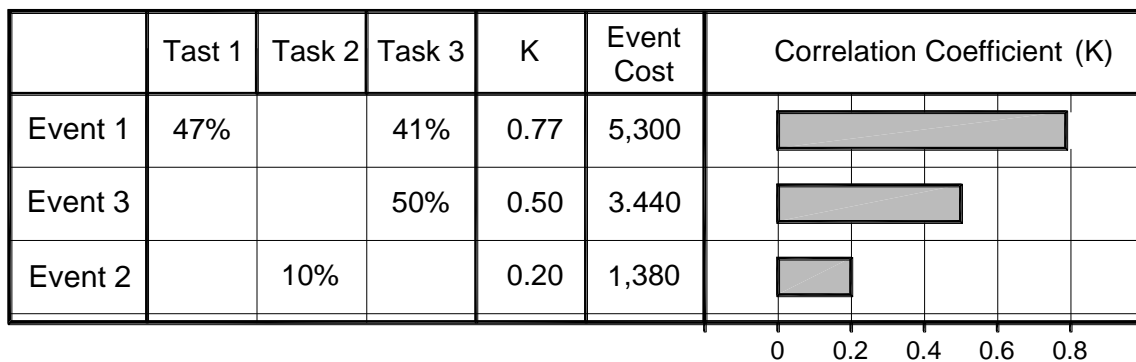 Tast 1 Task 2 Task 3 K Event Cost Correlation Coefficient (K)
Event 1 47% 41% 0.77 5,300
Event 3 50% 0.50 3.440
Event 2 10% 0.20 1,380
0 0.2 0.4 0.6 0.8